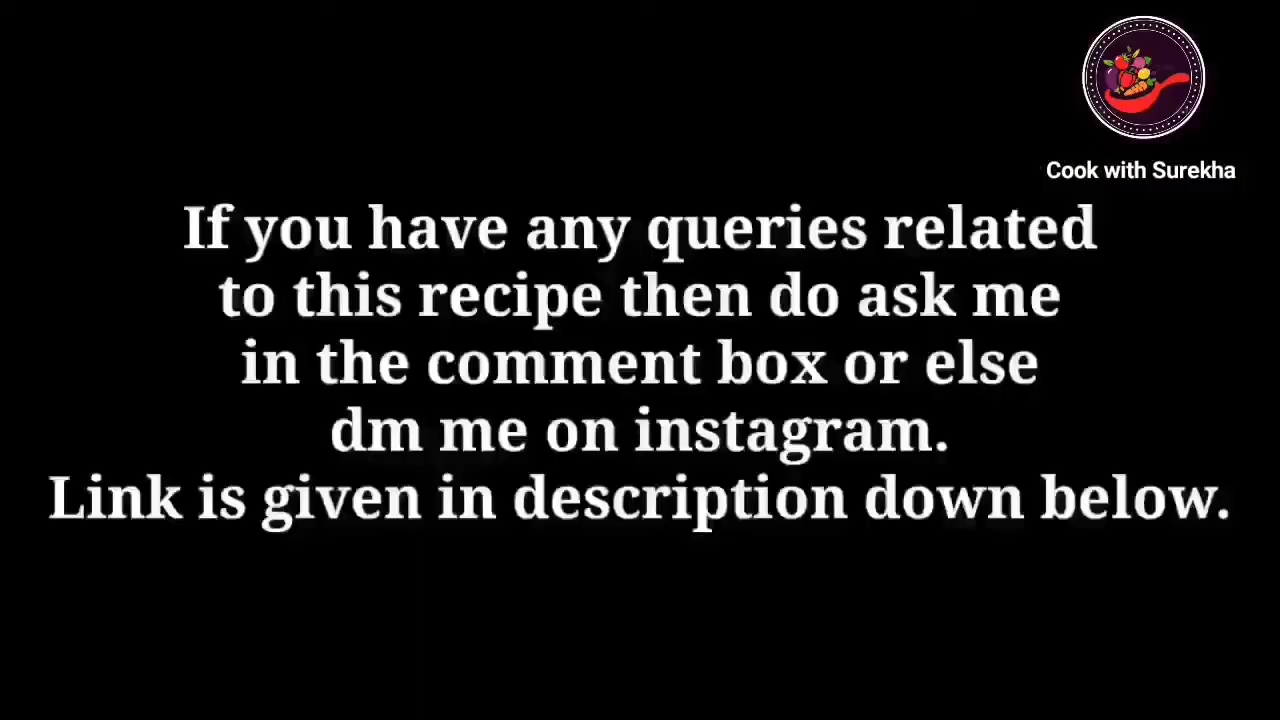 Cook with Surekha
If you have any queries related
to this recipe then do ask me
in the comment box or else
dm me on instagram.
Link is given in description down below.